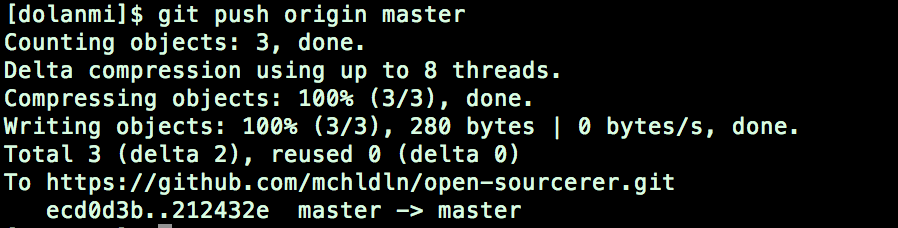 [dolanmi]$ git push origin master
Counting objects: 3, done.
Delta compression using up to 8 threads.
Compressing objects: 100% (3/3), done.
Writing objects: 100% (3/3), 280 bytes | 0 bytes/s, done.
Total 3 (delta 2), reused 0 (delta 0)
To https://github.com/mchldln/open-sourcerer.git
   ecd0d3b..212432e  master -> master